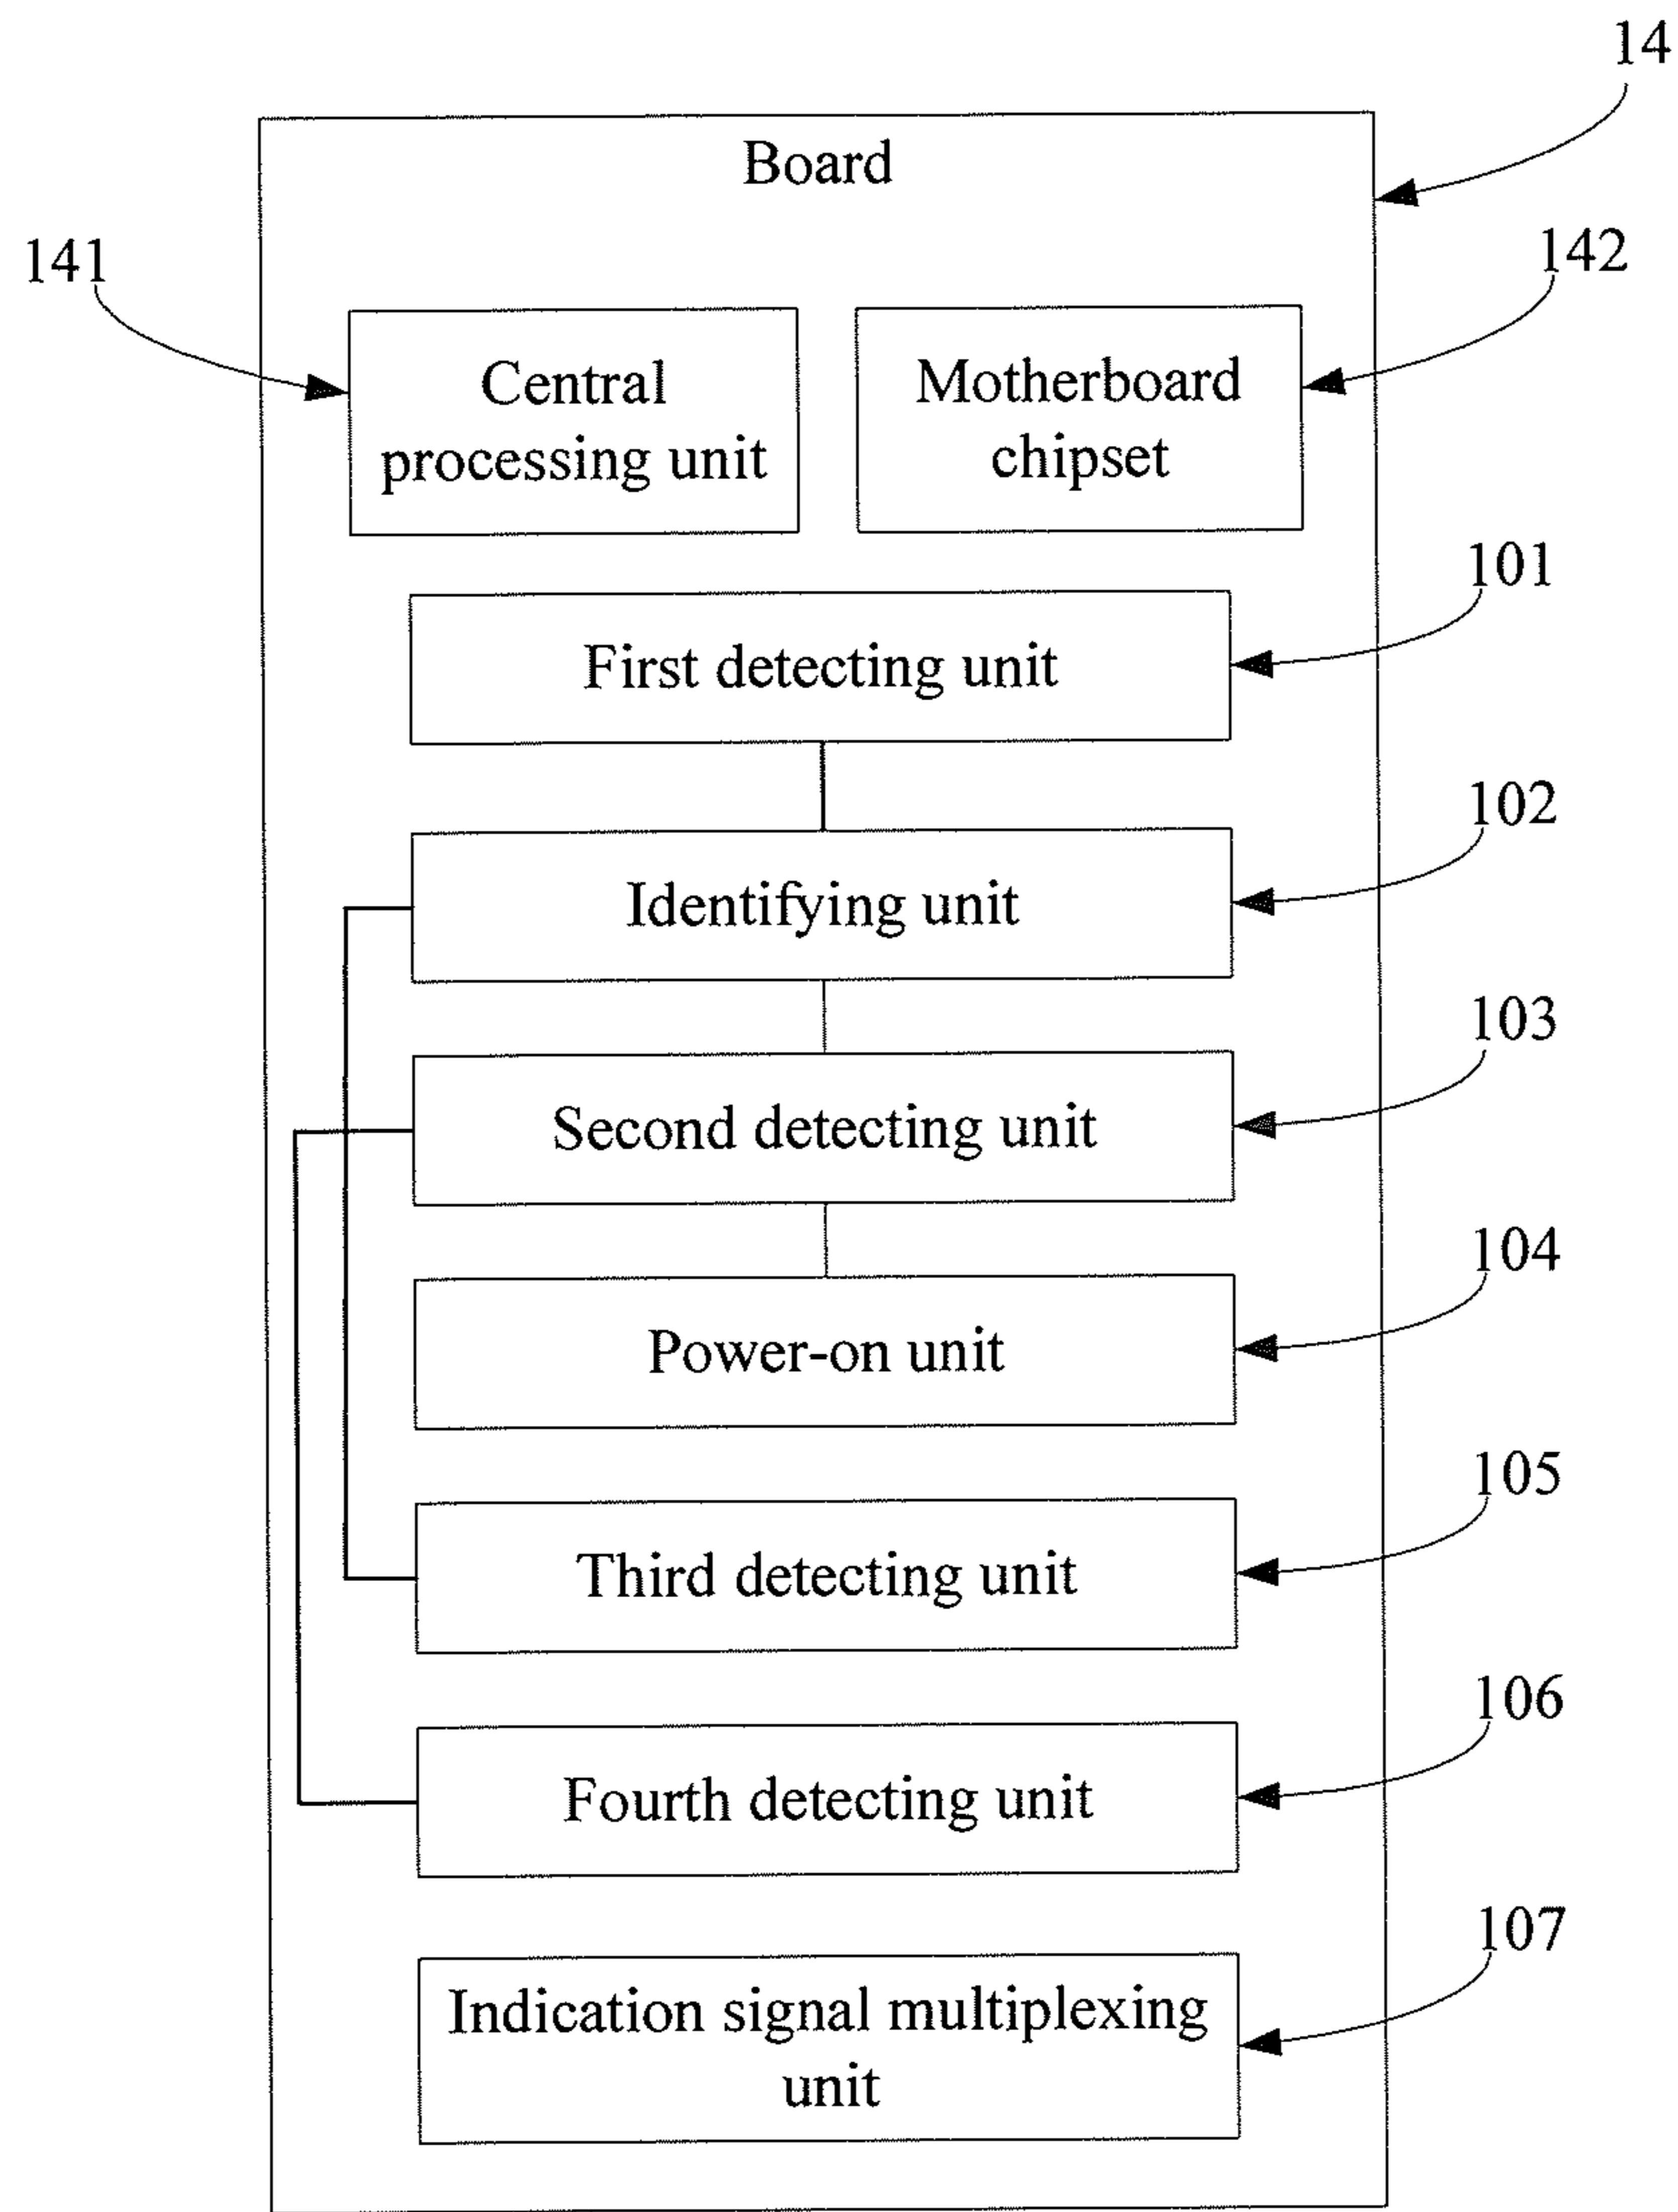 14
Board
141
142
Central
processing unit
Motherboard
chipset
101
First detecting unit
102
Identifying unit
103
Second detecting unit
104
Power-on unit
105
Third detecting unit
106
Fourth detecting unit
107
Indication signal multiplexing
unit